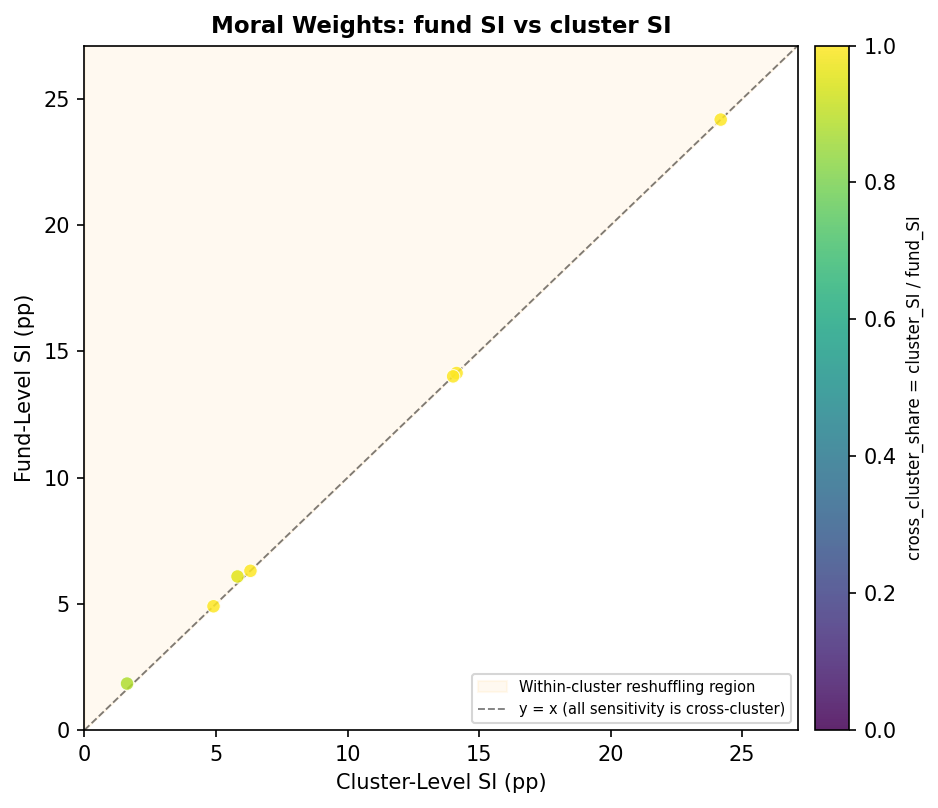 Moral Weights: fund SI vs cluster SI
Fund-Level SI (pp)
25
20
15
10
5
0
0 5 10 15 20 25
Cluster-Level SI (pp)
Within-cluster reshuffling region
y = x (all sensitivity is cross-cluster)
1.0
0.8
0.6
0.4
0.2
0.0
cross_cluster_share = cluster_SI / fund_SI